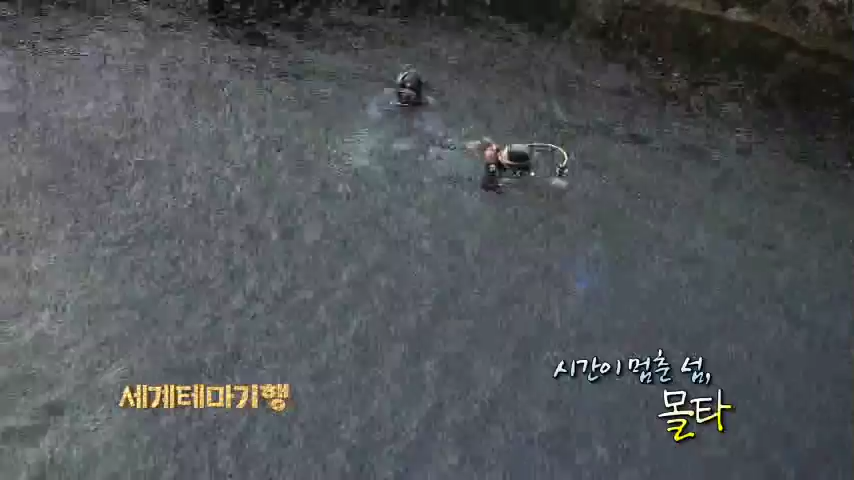 세계테마기행
시간이 멈춘 섬,
몰타